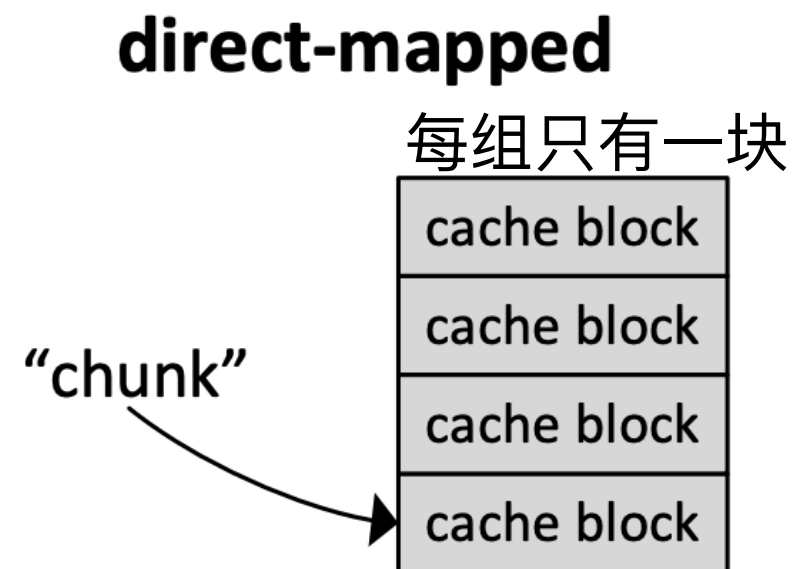 direct-mapped
每组只有一块
cache block
cache block
cache block
“chunk”
cache block